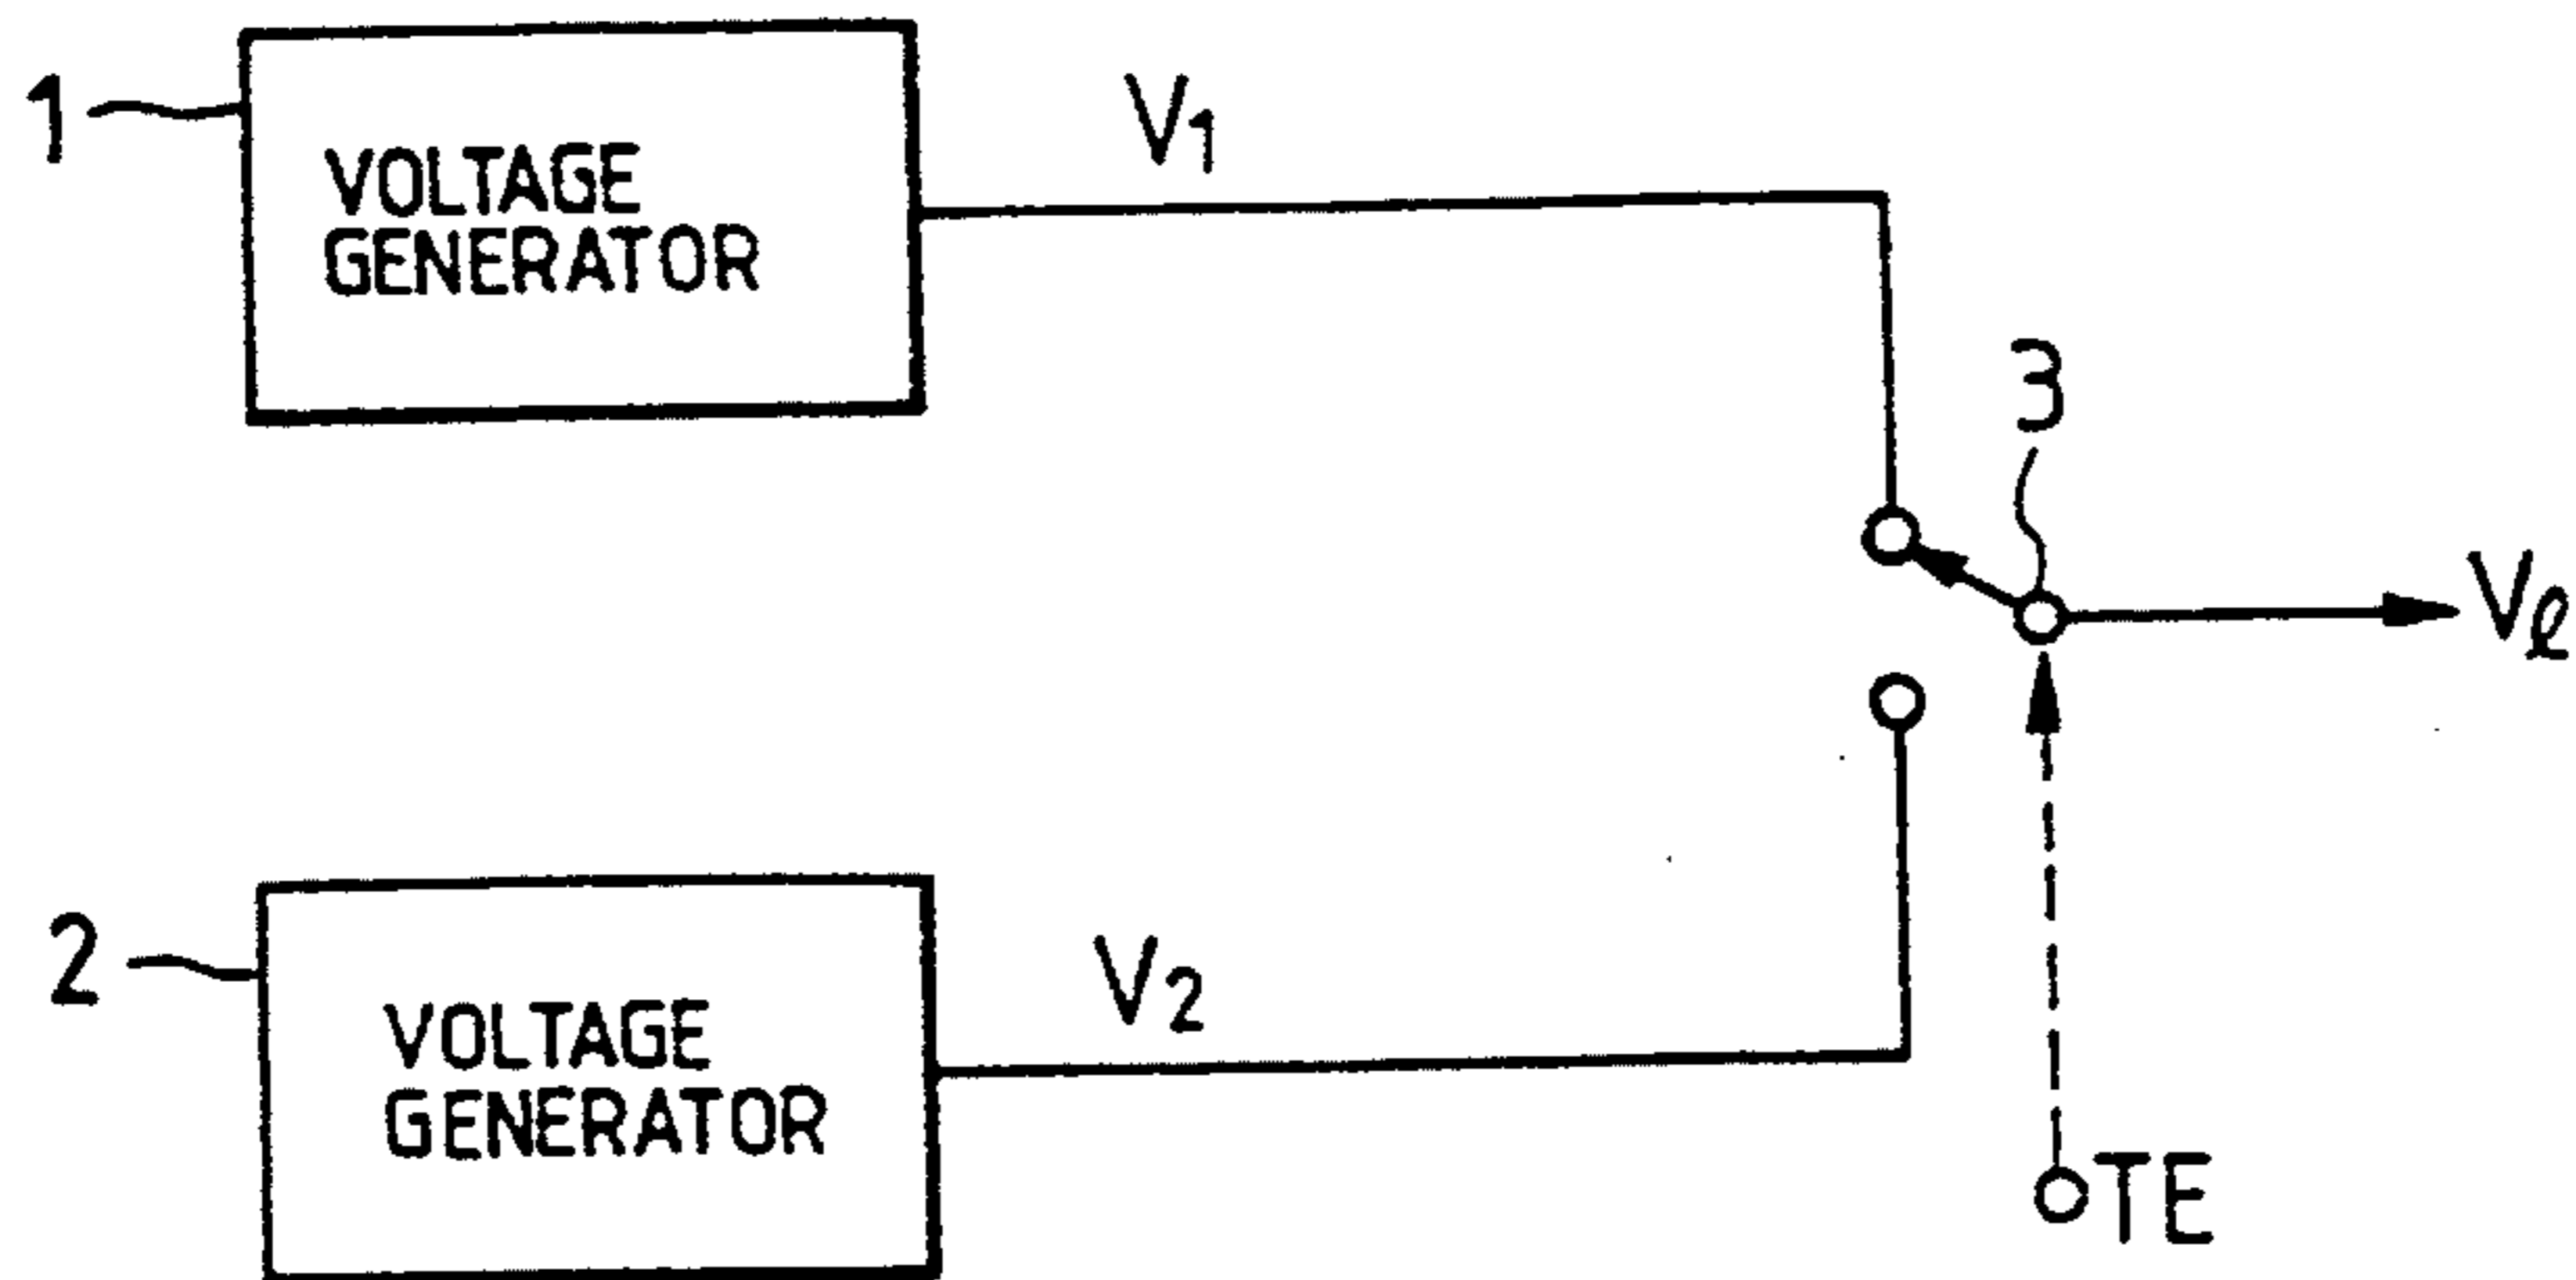 1
VOLTAGE
GENERATOR
V1
3
Vℓ
2
VOLTAGE
GENERATOR
V2
TE